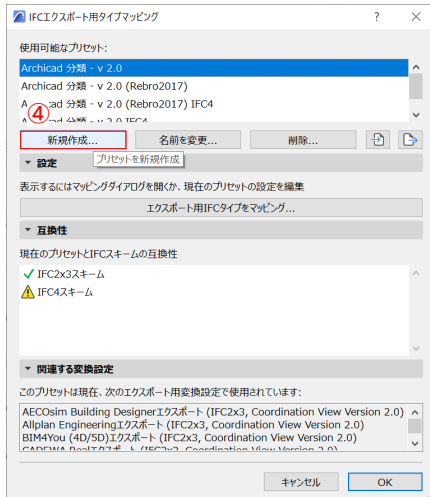 IFCエクスポート用タイプマッピング
使用可能なプリセット:
Archicad 分類 - v 2.0
Archicad 分類 - v 2.0 (Rebro2017)
分類 - v 2.0 (Rebro2017) IFC4
④
新規作成... 名前を変更... 削除...
プリセットを新規作成
設定
表示するにはマッピングダイアログを開くか、現在のプリセットの設定を編集
エクスポート用IFCタイプをマッピング...
互換性
現在のプリセットとIFCスキームの互換性
IFC2x3スキーム
IFC4スキーム
関連する変換設定
このプリセットは現在、次のエクスポート用変換設定で使用されています:
AECOsim Building Designerエクスポート (IFC2x3, Coordination View Version 2.0)
Allplan Engineeringエクスポート (IFC2x3, Coordination View Version 2.0)
BIM4You (4D/5D)エクスポート (IFC2x3, Coordination View Version 2.0)
キャンセル OK